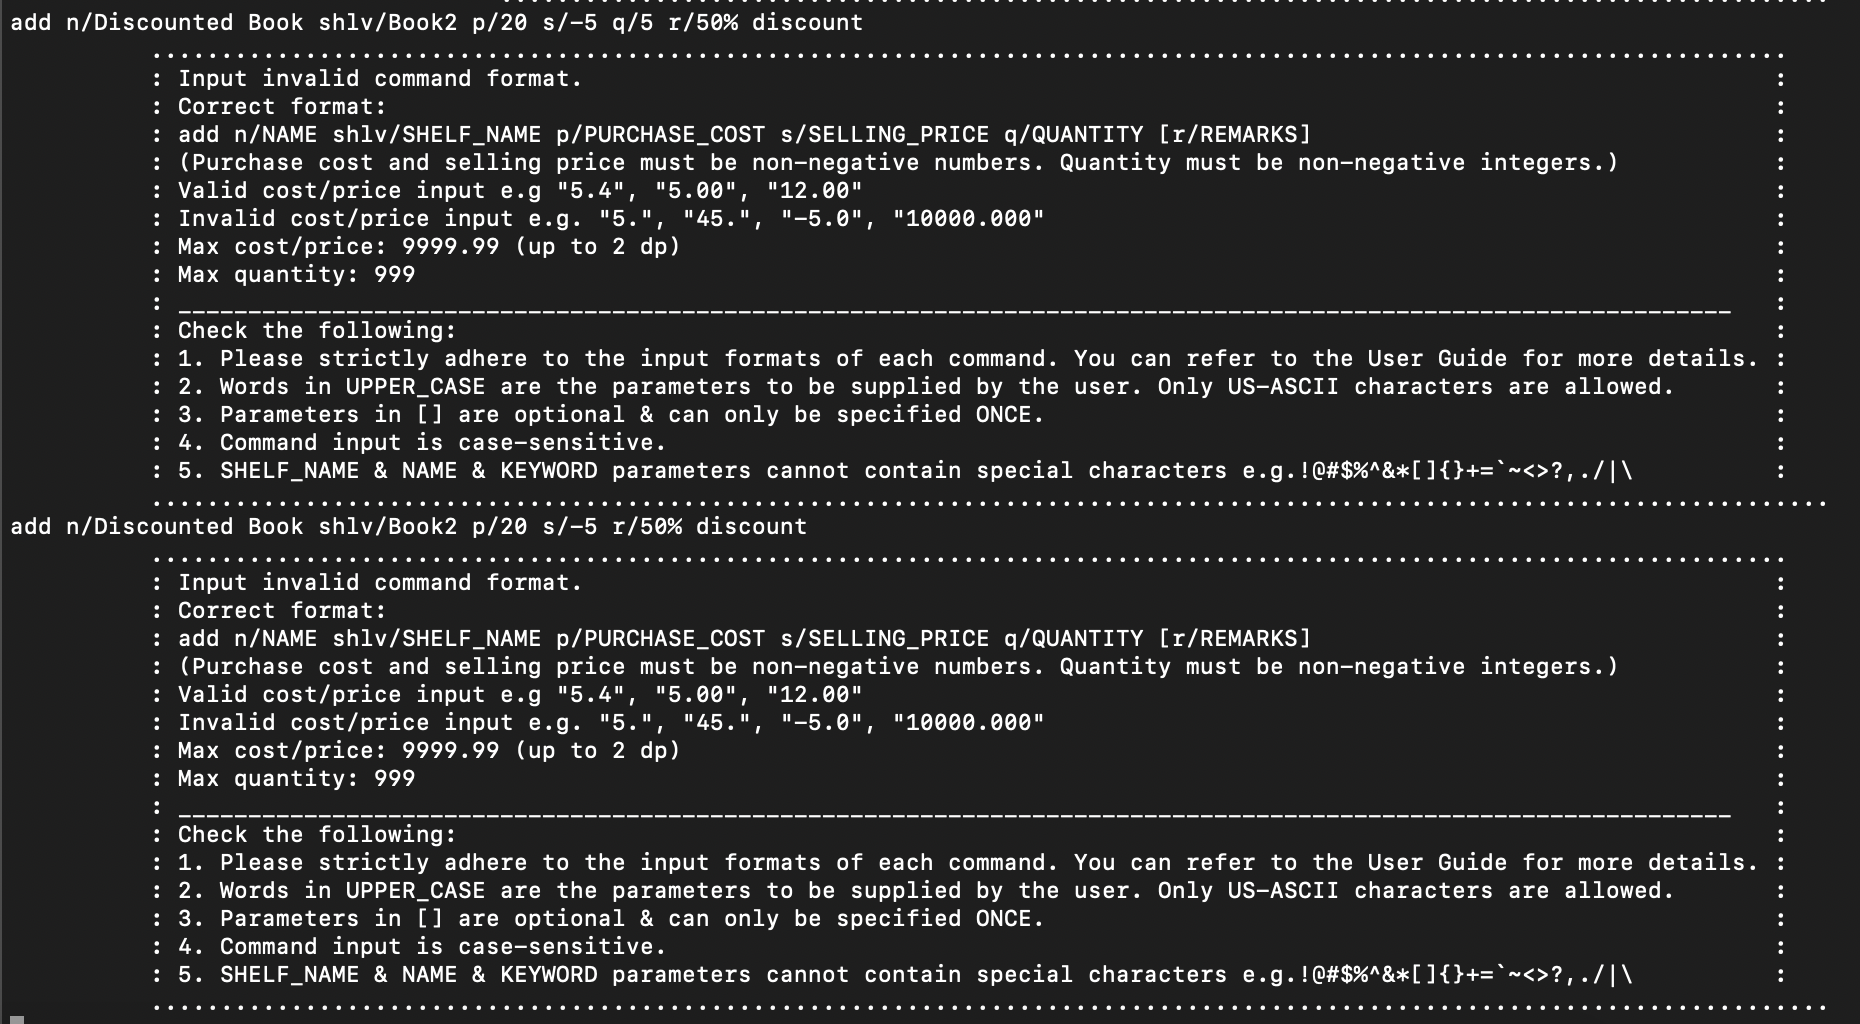 add n/Discounted Book shlv/Book2 p/20 s/-5 q/5 r/50% discount
: Input invalid command format. :
: Correct format: :
: add n/NAME shlv/SHELF_NAME p/PURCHASE_COST s/SELLING_PRICE q/QUANTITY [r/REMARKS] :
: (Purchase cost and selling price must be non-negative numbers. Quantity must be non-negative integers.) :
: Valid cost/price input e.g "5.4", "5.00", "12.00" :
: Invalid cost/price input e.g. "5.", "45.", "-5.0", "10000.000" :
: Max cost/price: 9999.99 (up to 2 dp) :
: Max quantity: 999 :
: Check the following: :
: 1. Please strictly adhere to the input formats of each command. You can refer to the User Guide for more details. :
: 2. Words in UPPER_CASE are the parameters to be supplied by the user. Only US-ASCII characters are allowed. :
: 3. Parameters in [] are optional & can only be specified ONCE. :
: 4. Command input is case-sensitive. :
: 5. SHELF_NAME & NAME & KEYWORD parameters cannot contain special characters e.g.!@#$%^&*[]{}+=`~<>?,./|\ :
add n/Discounted Book shlv/Book2 p/20 s/-5 r/50% discount
: Input invalid command format. :
: Correct format: :
: add n/NAME shlv/SHELF_NAME p/PURCHASE_COST s/SELLING_PRICE q/QUANTITY [r/REMARKS] :
: (Purchase cost and selling price must be non-negative numbers. Quantity must be non-negative integers.) :
: Valid cost/price input e.g "5.4", "5.00", "12.00" :
: Invalid cost/price input e.g. "5.", "45.", "-5.0", "10000.000" :
: Max cost/price: 9999.99 (up to 2 dp) :
: Max quantity: 999 :
: Check the following: :
: 1. Please strictly adhere to the input formats of each command. You can refer to the User Guide for more details. :
: 2. Words in UPPER_CASE are the parameters to be supplied by the user. Only US-ASCII characters are allowed. :
: 3. Parameters in [] are optional & can only be specified ONCE. :
: 4. Command input is case-sensitive. :
: 5. SHELF_NAME & NAME & KEYWORD parameters cannot contain special characters e.g.!@#$%^&*[]{}+=`~<>?,./|\ :